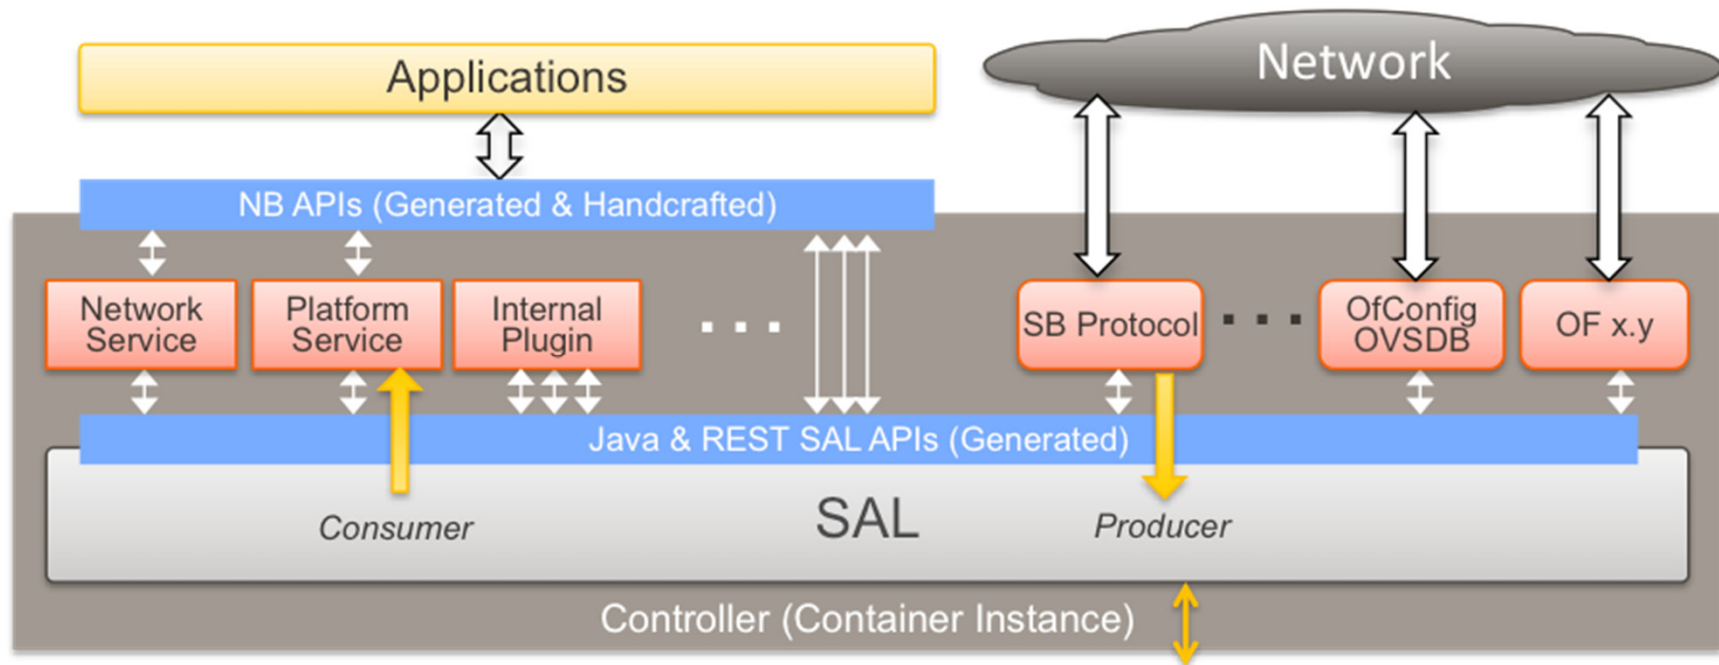 Applications
Network
NB APIs (Generated & Handcrafted)
Network
Service
Platform
Service
Internal
Plugin
. . .
SB Protocol
. . .
OfConfig
OVSDB
OF x.y
Java & REST SAL APIs (Generated)
Consumer
SAL
Producer
Controller (Container Instance)